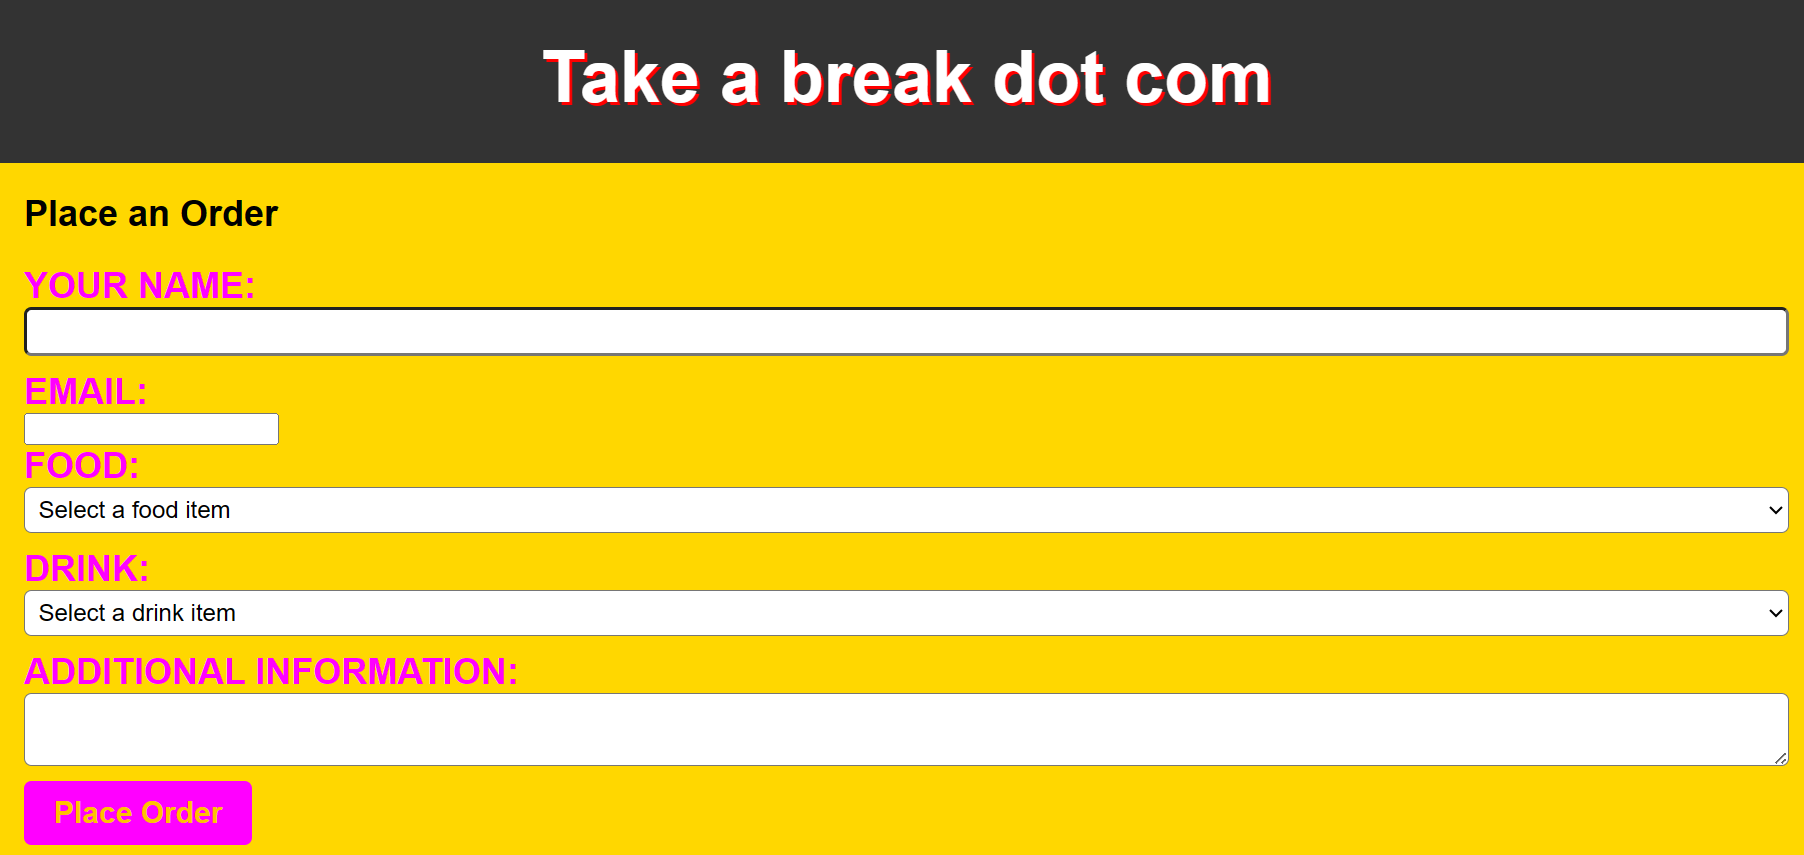 Take a break dot com
Place an Order
YOUR NAME:
EMAIL:
FOOD:
Select a food item
DRINK:
Select a drink item
ADDITIONAL INFORMATION:
Place Order